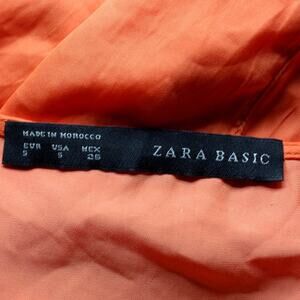 MADE IN MOROCCO
EUR USA MEX
S S 26
ZARA BASIC